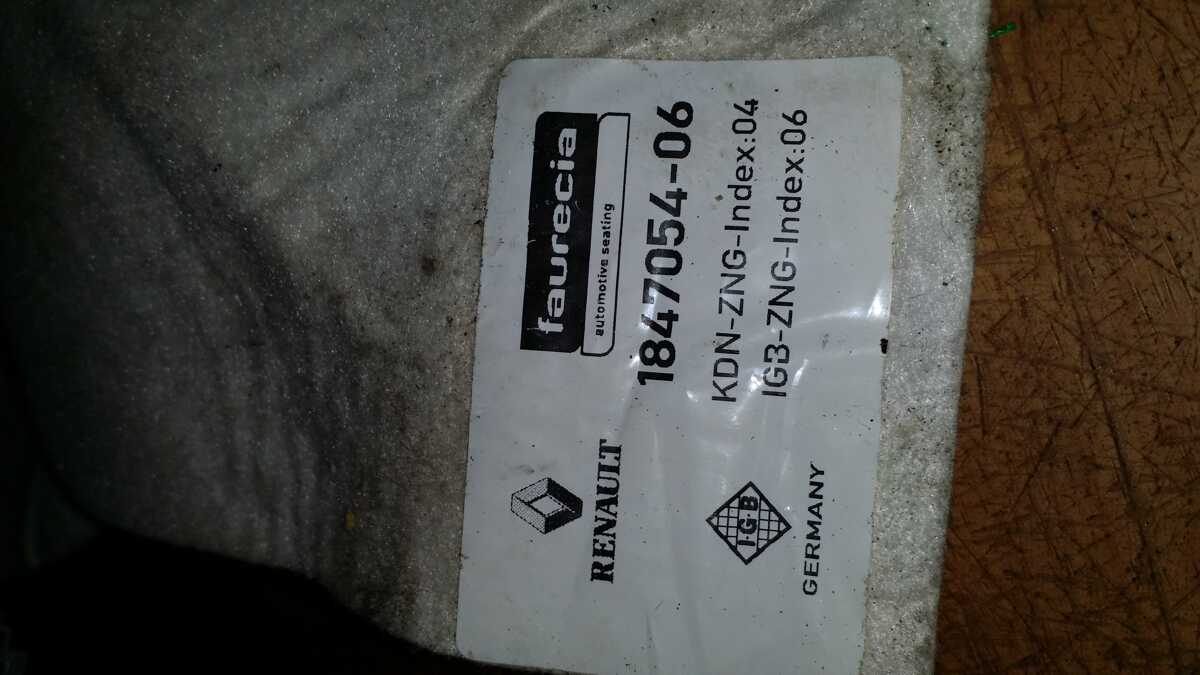 faurecia
automotive seating
RENAULT
1847054-06
KDN-ZNG-Index:04
IGB-ZNG-Index:06
I·G·B
GERMANY